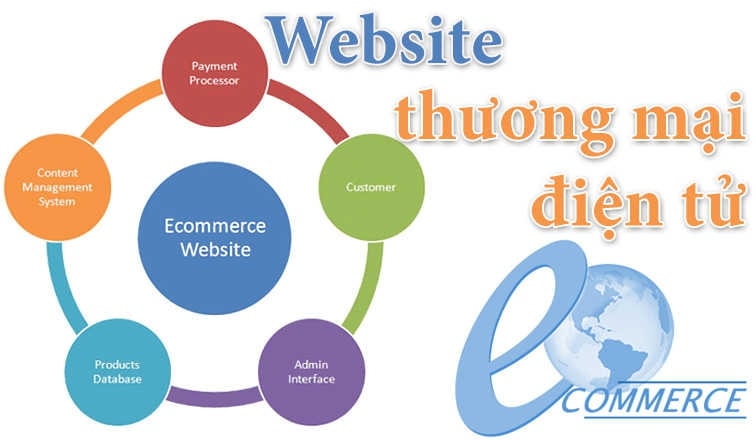 Website
thương mại
điện tử
Payment
Processor
Customer
Admin
Interface
Products
Database
Content
Management
System
Ecommerce
Website
e
COMMERCE